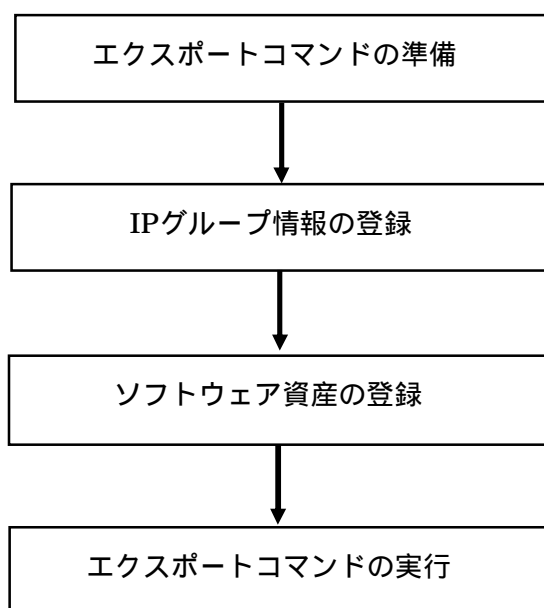 エクスポートコマンドの準備
IPグループ情報の登録
ソフトウェア資産の登録
エクスポートコマンドの実行